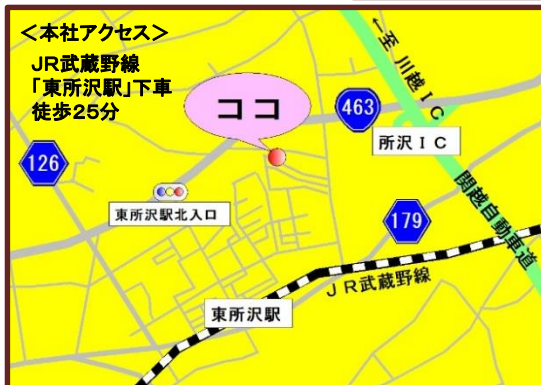 ＜本社アクセス＞
ＪＲ武蔵野線
「東所沢駅」下車
徒歩２５分
←至 川越ＩＣ
ココ
463
所沢ＩＣ
126
東所沢駅北入口
179
関越自動車道
ＪＲ武蔵野線
東所沢駅